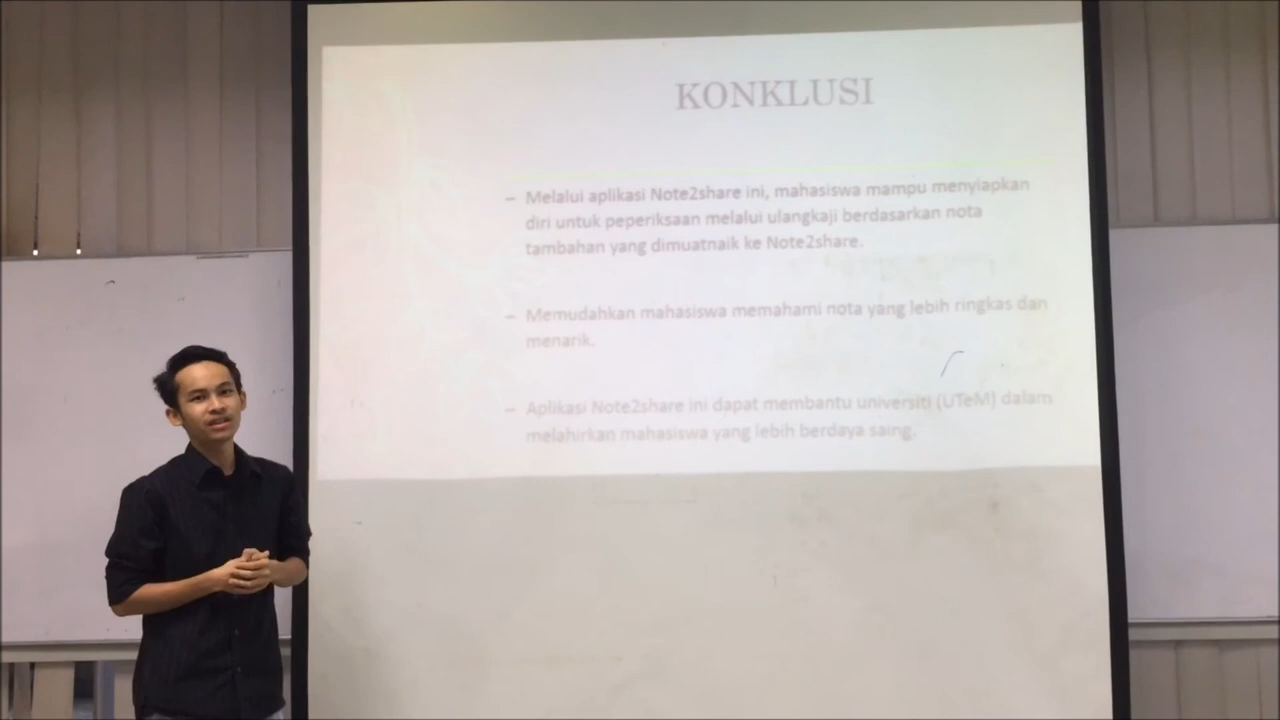 KONKLUSI
– Melalui aplikasi Note2share ini, mahasiswa mampu menyiapkan
diri untuk peperiksaan melalui ulangkaji berdasarkan nota
tambahan yang dimuatnaik ke Note2share.
– Memudahkan mahasiswa memahami nota yang lebih ringkas dan
menarik.
– Aplikasi Note2share ini dapat membantu universiti (UTeM) dalam
melahirkan mahasiswa yang lebih berdaya saing.